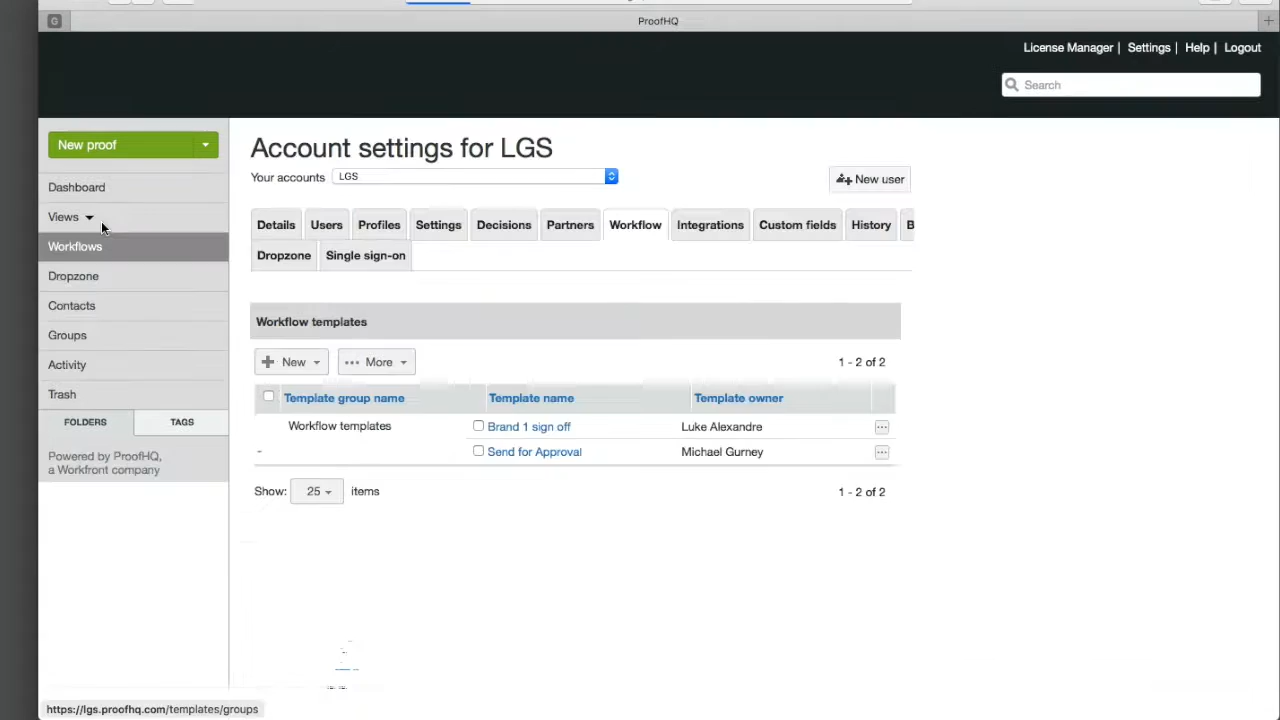 G
ProofHQ
License Manager | Settings | Help | Logout
Search
New proof
Dashboard
Views
Workflows
Dropzone
Contacts
Groups
Activity
Trash
FOLDERS TAGS
Powered by ProofHQ,
a Workfront company
Account settings for LGS
Your accounts LGS
New user
Details Users Profiles Settings Decisions Partners Workflow Integrations Custom fields History B
Dropzone Single sign-on
Workflow templates
New ••• More 1 - 2 of 2
Template group name Template name Template owner
Workflow templates Brand 1 sign off Luke Alexandre
- Send for Approval Michael Gurney
Show: 25 items 1 - 2 of 2
https://lgs.proofhq.com/templates/groups